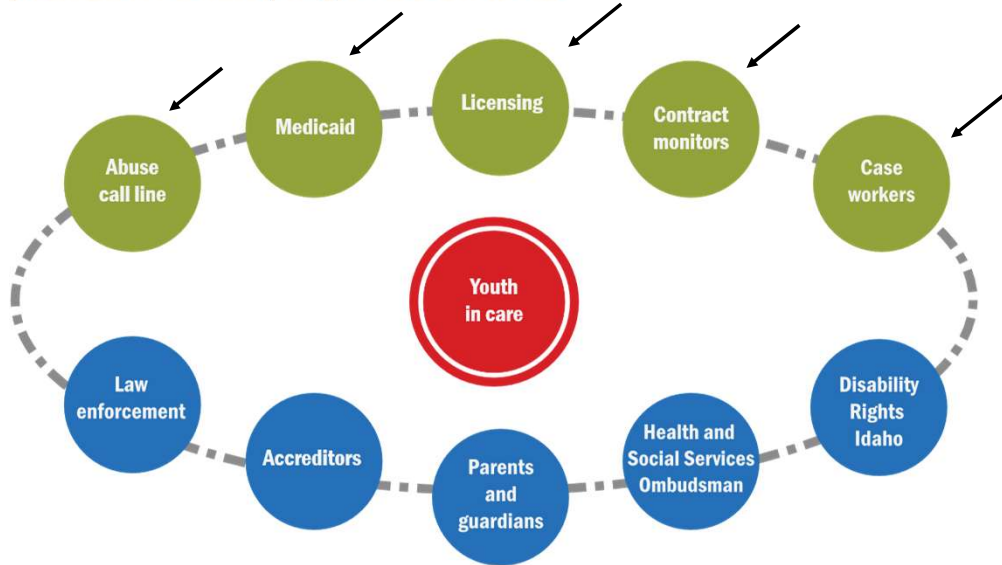 Licensing
Medicaid
Contract
monitors
Abuse
call line
Case
workers
Youth
in care
Law
enforcement
Accreditors
Parents
and
guardians
Health and
Social Services
Ombudsman
Disability
Rights
Idaho